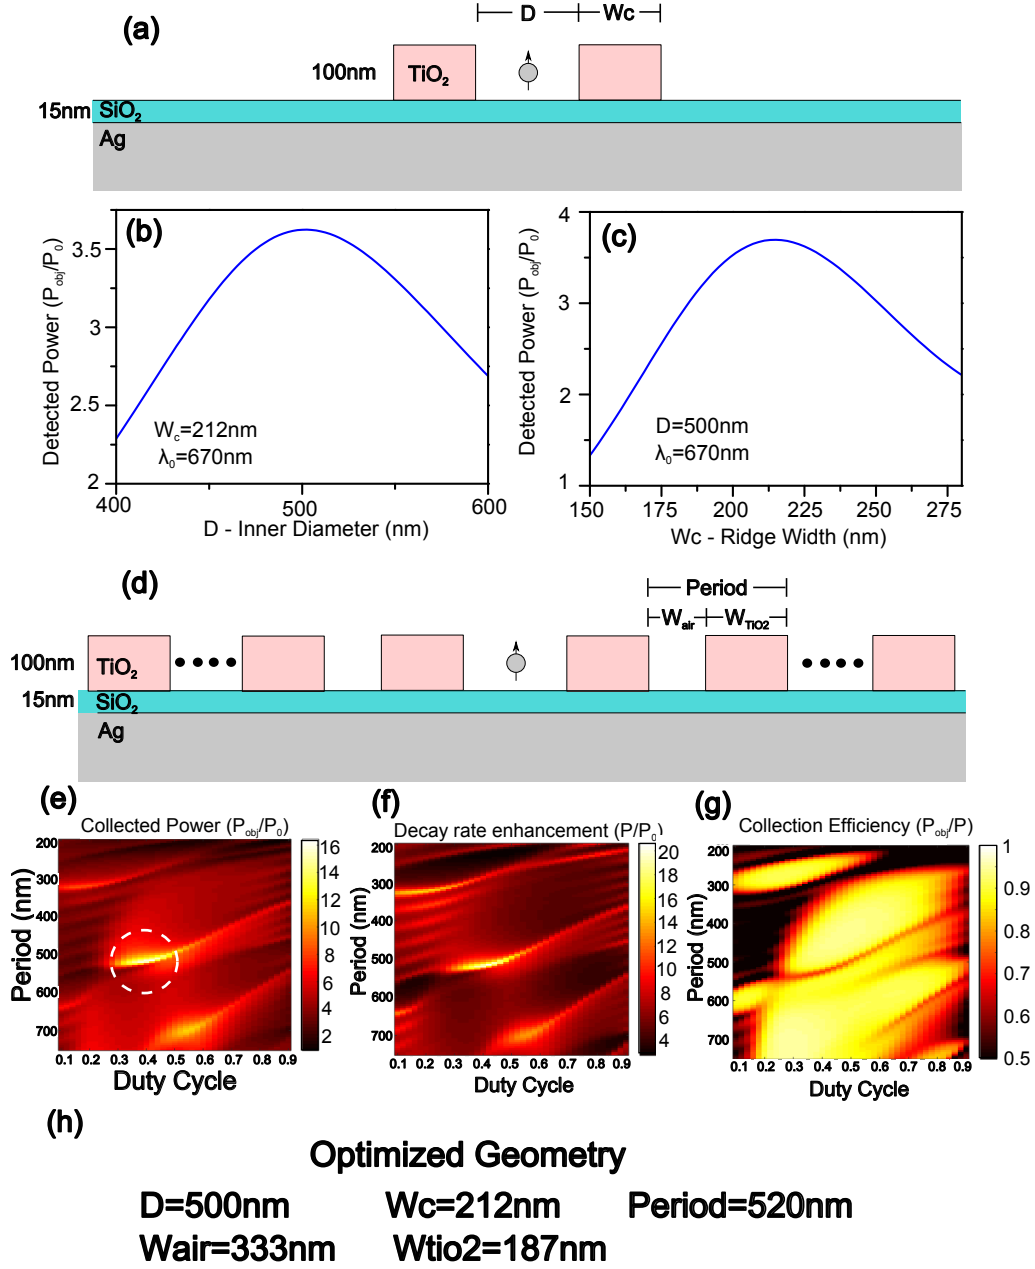 (a)
D
Wc
100nm
TiO2
15nm
SiO2
Ag
(b)
Detected Power (Pobj/P0)
3.5
3
2.5
2
Wc=212nm
λ0=670nm
400
500
600
D - Inner Diameter (nm)
(c)
Detected Power (Pobj/P0)
4
3
2
1
D=500nm
λ0=670nm
150
175
200
225
250
275
Wc - Ridge Width (nm)
(d)
Period
Wair
WTiO2
100nm
TiO2
15nm
SiO2
Ag
(e)
Collected Power (Pobj/P0)
Period (nm)
200
300
400
500
600
700
0.1 0.2 0.3 0.4 0.5 0.6 0.7 0.8 0.9
Duty Cycle
16
14
12
10
8
6
4
2
(f)
Decay rate enhancement (P/P0)
200
300
400
500
600
700
0.1 0.2 0.3 0.4 0.5 0.6 0.7 0.8 0.9
Duty Cycle
20
18
16
14
12
10
8
6
4
(g)
Collection Efficiency (Pobj/P)
Period (nm)
200
300
400
500
600
700
0.1 0.2 0.3 0.4 0.5 0.6 0.7 0.8 0.9
Duty Cycle
1
0.9
0.8
0.7
0.6
0.5
(h)
Optimized Geometry
D=500nm Wc=212nm Period=520nm
Wair=333nm Wtio2=187nm